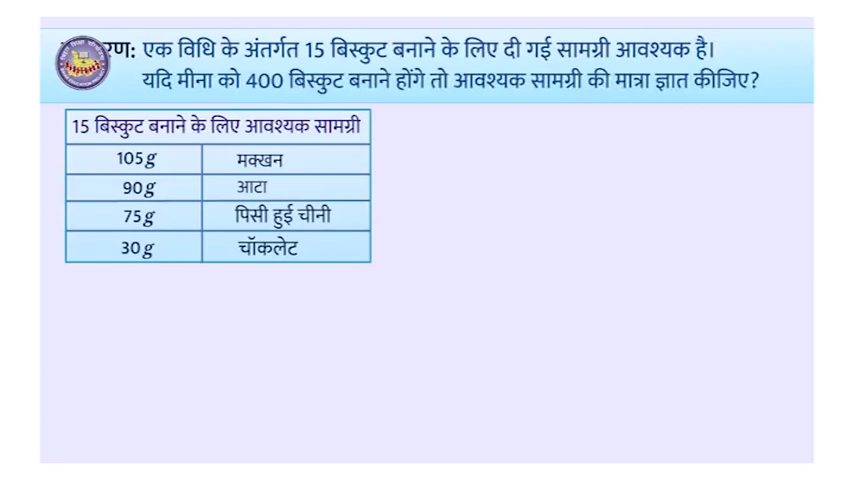 एक विधि के अंतर्गत 15 बिस्कुट बनाने के लिए दी गई सामग्री आवश्यक है।
यदि मीना को 400 बिस्कुट बनाने होंगे तो आवश्यक सामग्री की मात्रा ज्ञात कीजिए?
15 बिस्कुट बनाने के लिए आवश्यक सामग्री
105g मक्खन
90g आटा
75g पिसी हुई चीनी
30g चॉकलेट